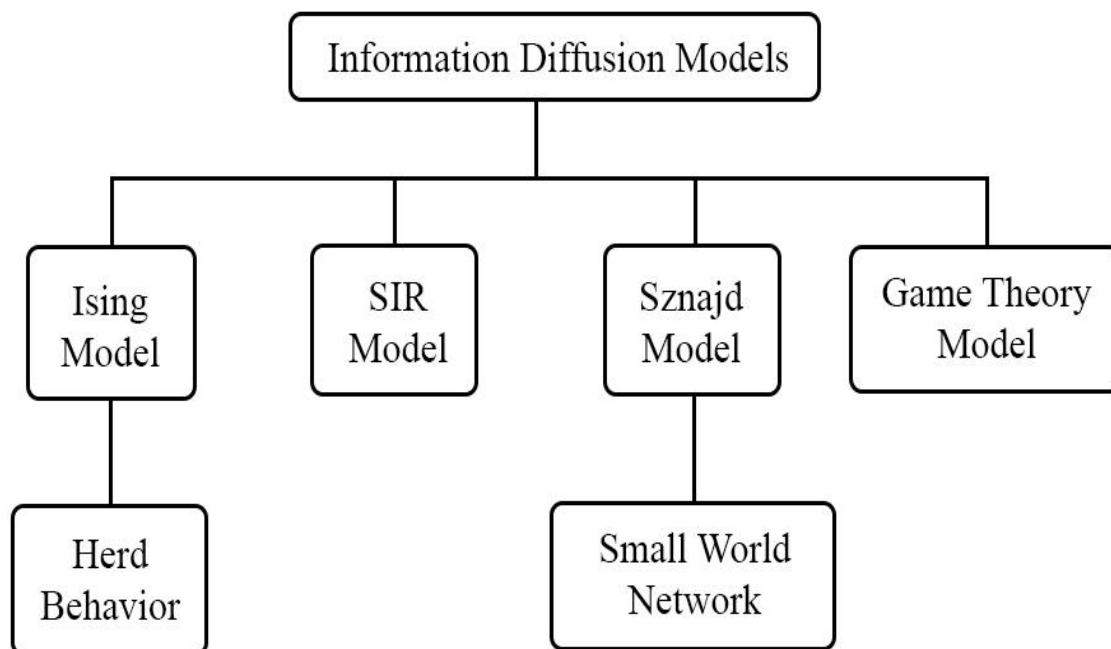 Information Diffusion Models
Ising
Model
SIR
Model
Sznajd
Model
Game Theory
Model
Herd
Behavior
Small World
Network